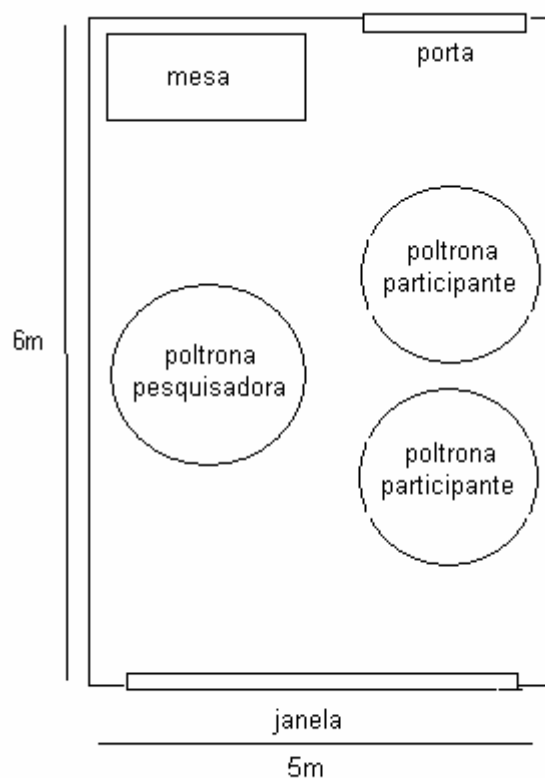 porta
mesa
poltrona
participante
6m
poltrona
pesquisadora
poltrona
participante
janela
5m